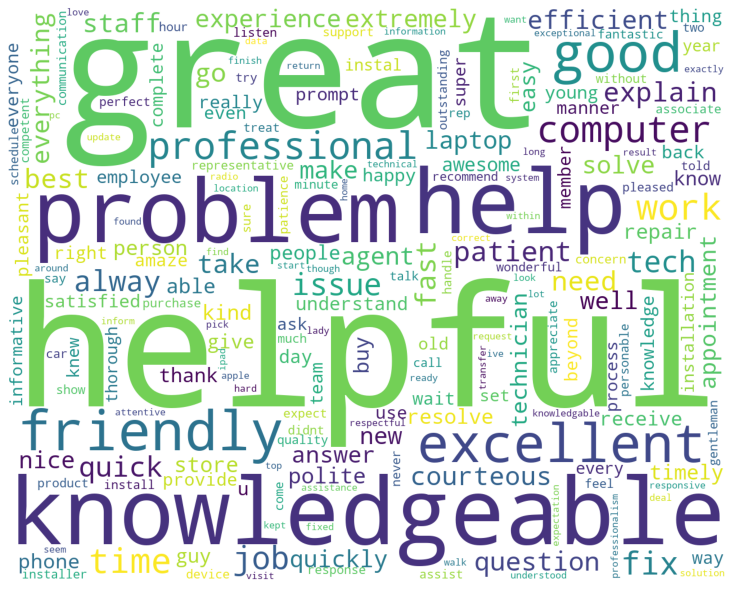 great
helpful
knowledgeable
problem
help
good
friendly
excellent
professional
computer
staff
experience
extremely
efficient
thing
love
hour
listen
support
information
want
exceptional
fantastic
two
everyone
communication
everything
complete
data
finish
return
try
instal
go
even
really
perfect
prompt
super
rep
outstanding
first
easy
without
young
explain
year
manner
associate
exactly
schedule
competent
pc
update
treat
representative
technical
laptop
awesome
member
solve
back
long
result
told
best
employee
radio
location
make
minute
happy
recommend
system
pleased
know
pleasant
amaze
found
sure
patience
home
work
right
person
find
people
agent
fast
handle
patient
within
wonderful
correct
concern
tech
repair
around
say
alway
able
take
start
though
issue
talk
away
look
lot
need
well
informative
satisfied
purchase
kind
understand
technician
beyond
knowledge
installation
appointment
knew
thorough
car
show
inform
give
pick
ipad
apple
hard
lady
much
ask
day
team
buy
old
call
wait
ready
set
request
transfer
live
appreciate
process
personable
thank
attentive
expect
didnt
quality
use
new
respectful
never
resolve
knowledgable
receive
every
feel
gentleman
nice
quick
store
provide
u
answer
polite
courteous
timely
product
install
seem
top
kept
assistance
come
fixed
expectation
professionalism
responsive
deal
phone
time
guy
job
quickly
question
fix
way
installer
device
visit
response
walk
assist
understood
solution